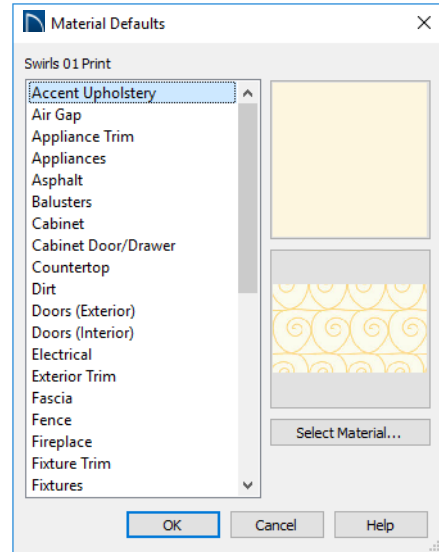 Material Defaults
Swirls 01 Print
Accent Upholstery
Air Gap
Appliance Trim
Appliances
Asphalt
Balusters
Cabinet
Cabinet Door/Drawer
Countertop
Dirt
Doors (Exterior)
Doors (Interior)
Electrical
Exterior Trim
Fascia
Fence
Fireplace
Fixture Trim
Fixtures
Select Material...
OK
Cancel
Help